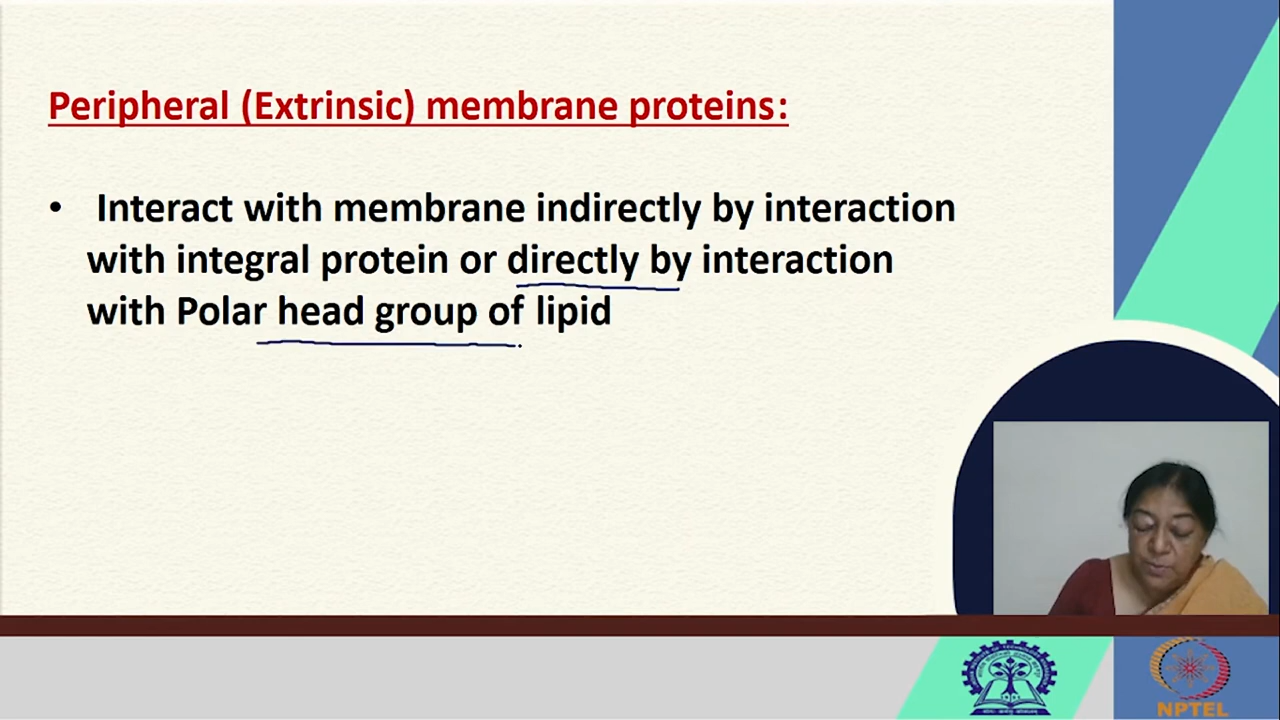 Peripheral (Extrinsic) membrane proteins:
• Interact with membrane indirectly by interaction
with integral protein or directly by interaction
with Polar head group of lipid
NPTEL